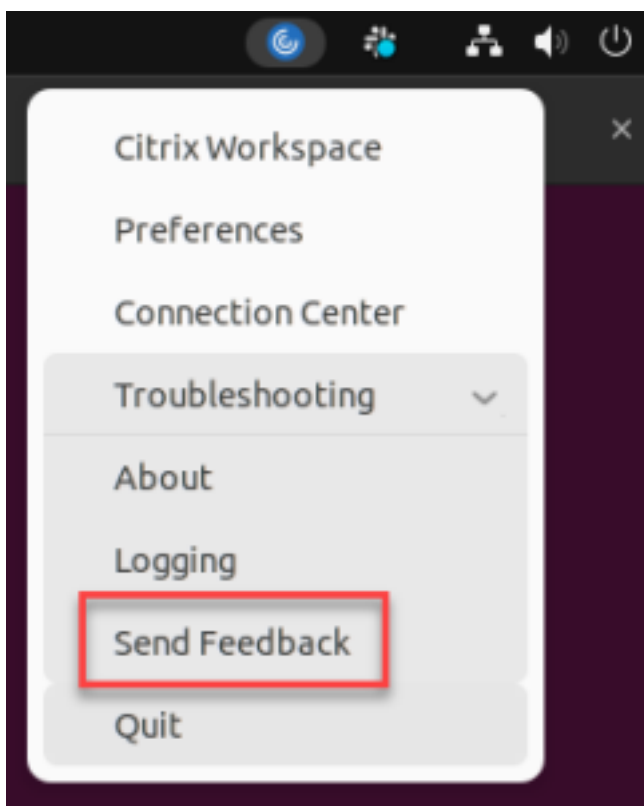 Citrix Workspace
Preferences
Connection Center
Troubleshooting
About
Logging
Send Feedback
Quit